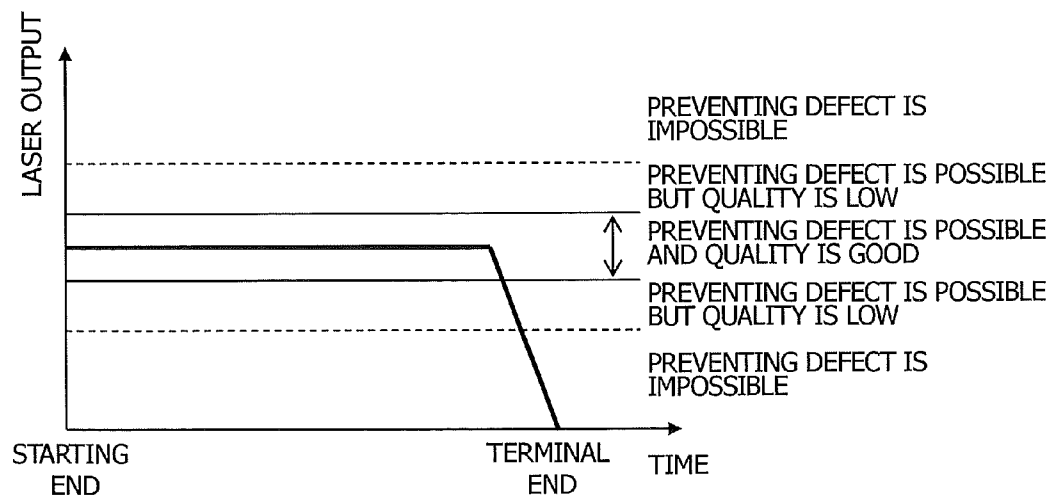 LASER OUTPUT
PREVENTING DEFECT IS
IMPOSSIBLE
PREVENTING DEFECT IS POSSIBLE
BUT QUALITY IS LOW
PREVENTING DEFECT IS POSSIBLE
AND QUALITY IS GOOD
PREVENTING DEFECT IS POSSIBLE
BUT QUALITY IS LOW
PREVENTING DEFECT IS
IMPOSSIBLE
STARTING
END
TERMINAL
END
TIME